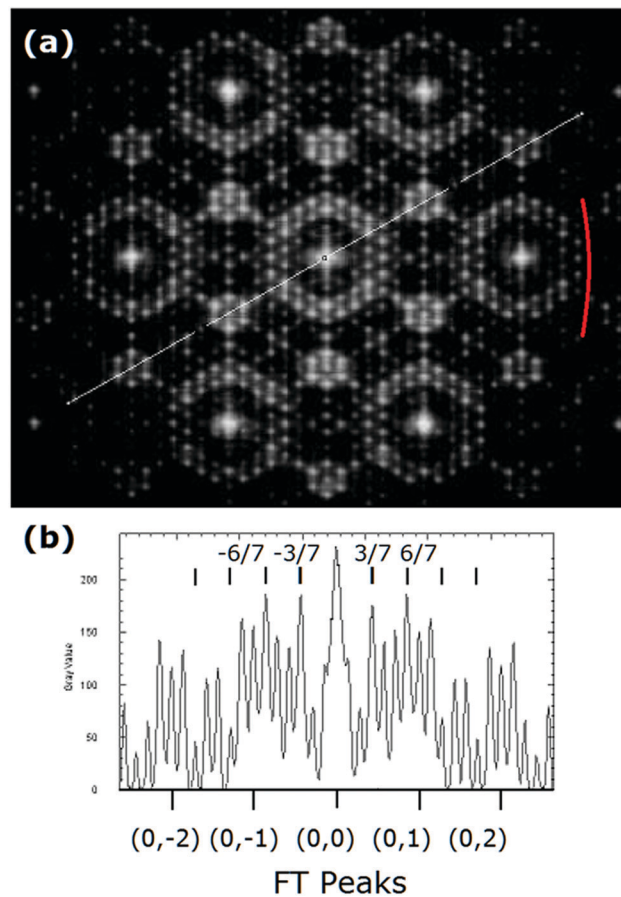 (a)
(b)
-6/7 -3/7 3/7 6/7
200
150
100
50
0
Gray Value
(0,-2) (0,-1) (0,0) (0,1) (0,2)
FT Peaks